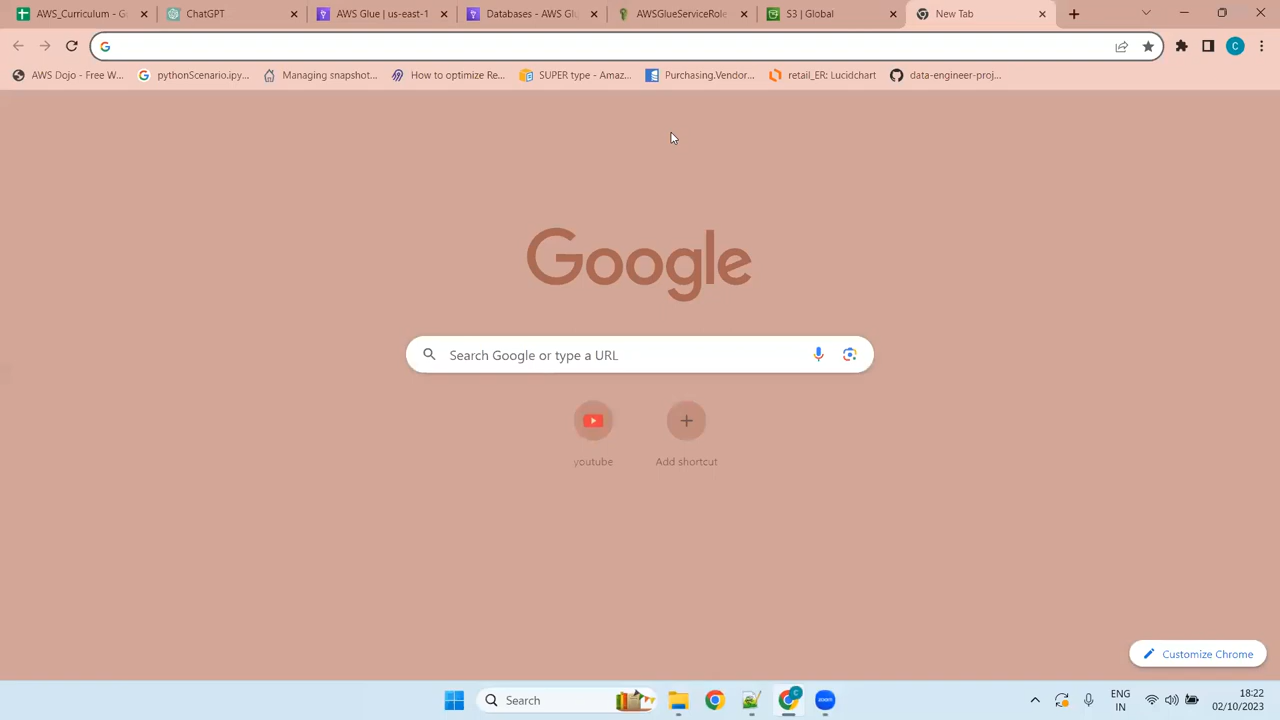 AWS_Curriculum - G
ChatGPT
AWS Glue | us-east-1
Databases - AWS Glu
AWSGlueServiceRole
S3 | Global
New Tab
AWS Dojo - Free W...
pythonScenario.ipy...
Managing snapshot...
How to optimize Re...
SUPER type - Amaz...
Purchasing.Vendor...
retail_ER: Lucidchart
data-engineer-proj...
C
Google
Search Google or type a URL
youtube
Add shortcut
Customize Chrome
Search
zoom
ENG
IN
18:22
02/10/2023